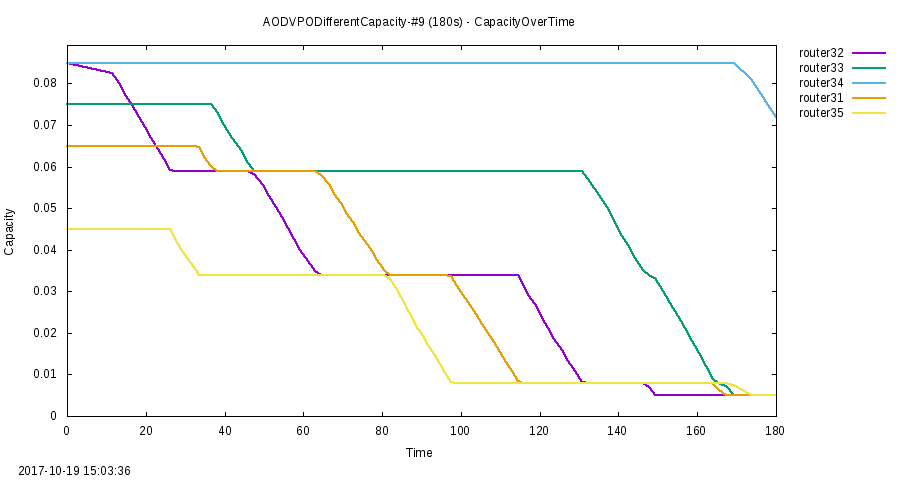 AODVPODifferentCapacity-#9 (180s) - CapacityOverTime
router32
router33
router34
router31
router35
Capacity
0.08
0.07
0.06
0.05
0.04
0.03
0.02
0.01
0
0 20 40 60 80 100 120 140 160 180
Time
2017-10-19 15:03:36